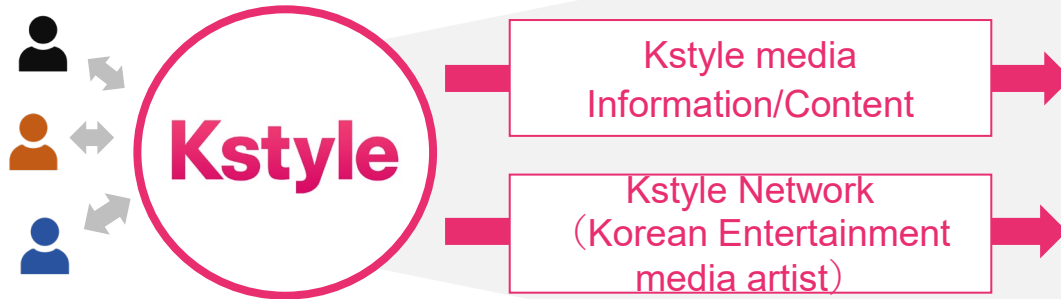 Kstyle
Kstyle media
Information/Content
Kstyle Network
（Korean Entertainment
media artist）